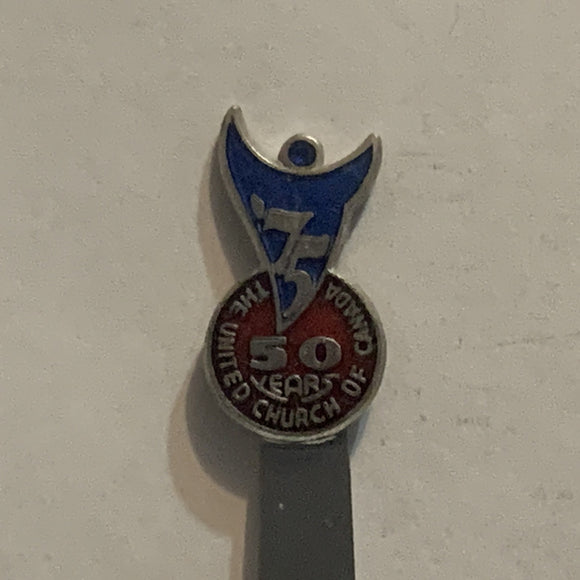 '75
50
YEARS
THE UNITED CHURCH OF CANADA